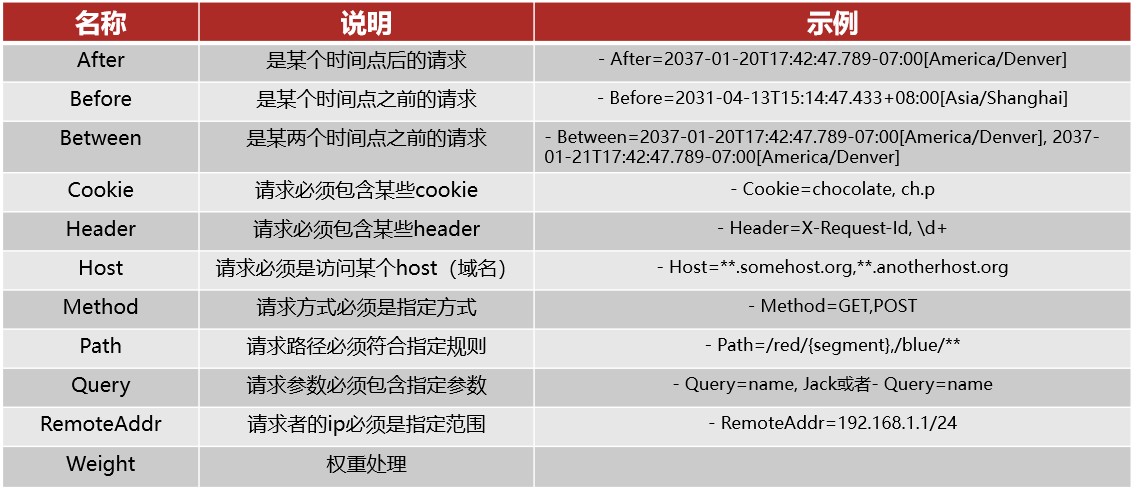 名称 说明 示例
After 是某个时间点后的请求 - After=2037-01-20T17:42:47.789-07:00[America/Denver]
Before 是某个时间点之前的请求 - Before=2031-04-13T15:14:47.433+08:00[Asia/Shanghai]
Between 是某两个时间点之前的请求 - Between=2037-01-20T17:42:47.789-07:00[America/Denver], 2037-
01-21T17:42:47.789-07:00[America/Denver]
Cookie 请求必须包含某些cookie - Cookie=chocolate, ch.p
Header 请求必须包含某些header - Header=X-Request-Id, \d+
Host 请求必须是访问某个host（域名） - Host=**.somehost.org,**.anotherhost.org
Method 请求方式必须是指定方式 - Method=GET,POST
Path 请求路径必须符合指定规则 - Path=/red/{segment},/blue/**
Query 请求参数必须包含指定参数 - Query=name, Jack或者- Query=name
RemoteAddr 请求者的ip必须是指定范围 - RemoteAddr=192.168.1.1/24
Weight 权重处理